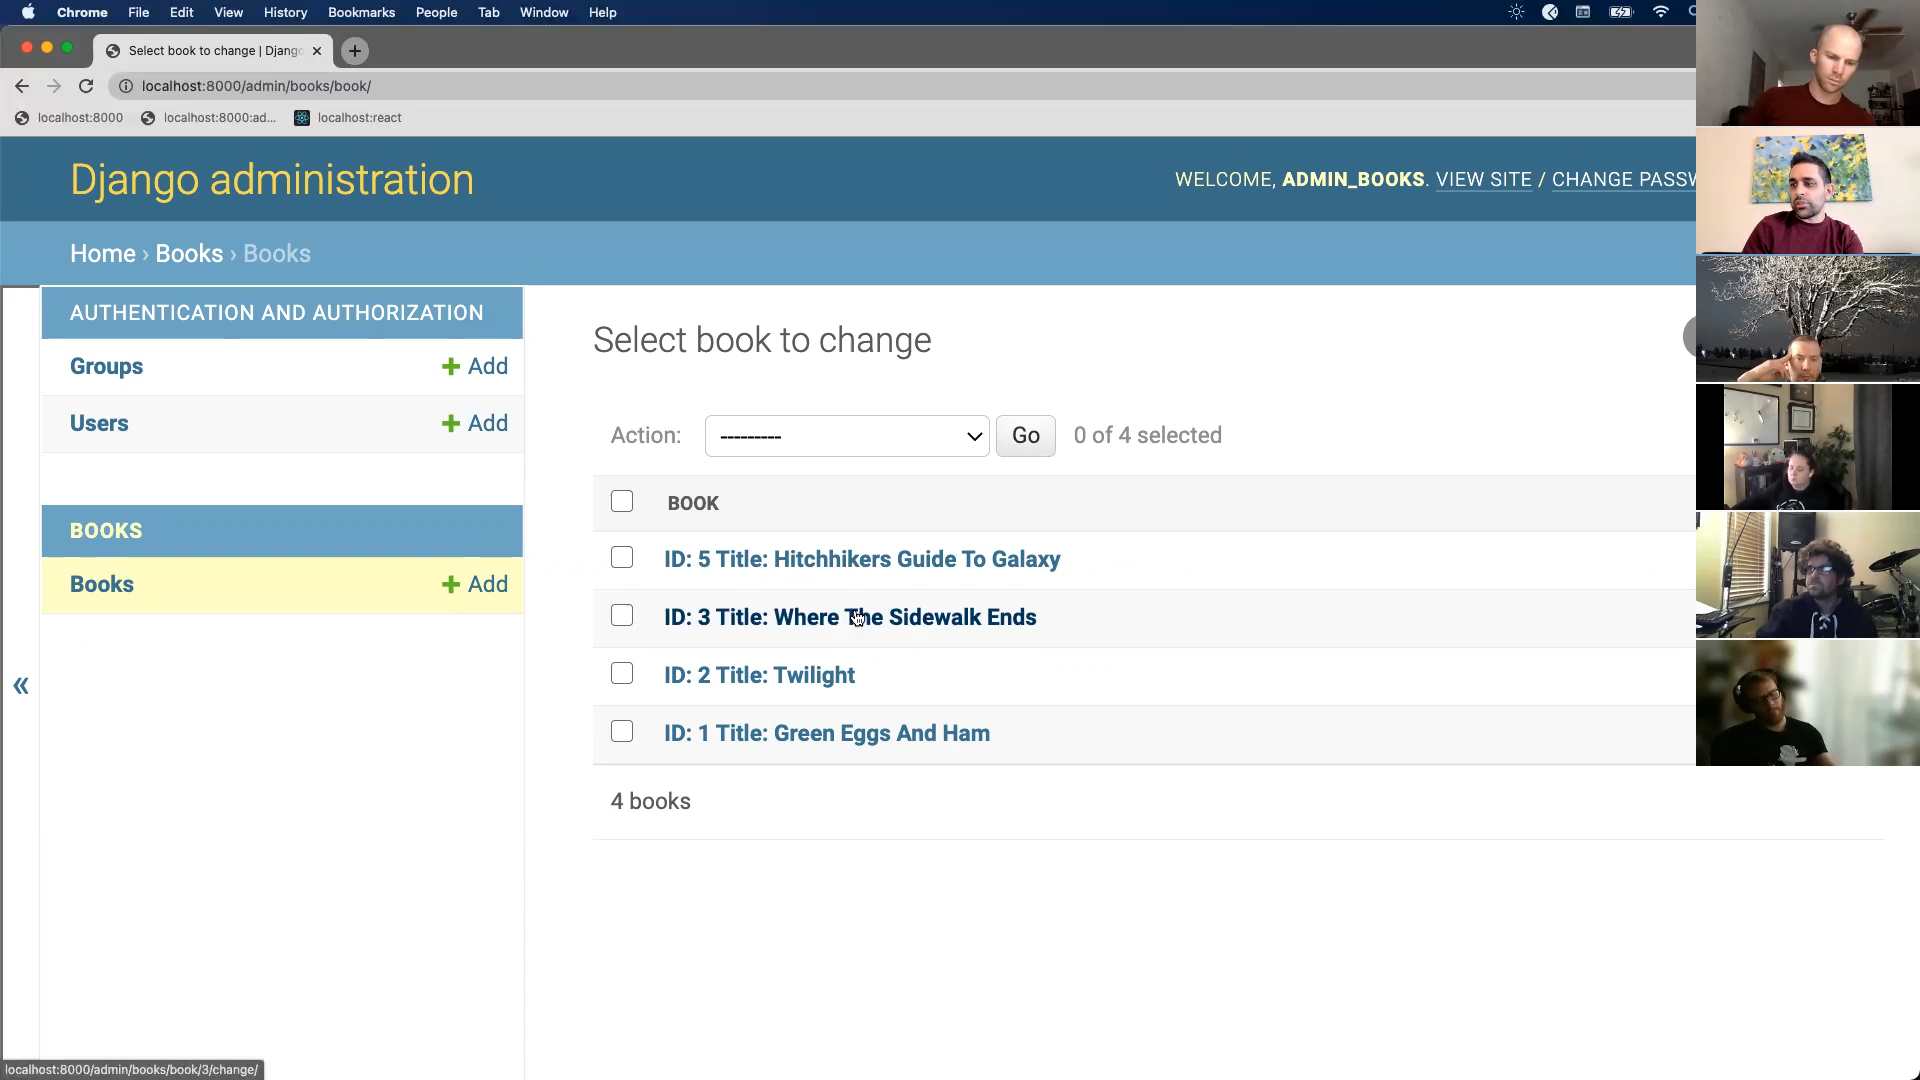 Chrome File Edit View History Bookmarks People Tab Window Help
Select book to change | Django
localhost:8000/admin/books/book/
localhost:8000 localhost:8000:ad... localhost:react
Django administration
WELCOME, ADMIN_BOOKS. VIEW SITE / CHANGE PASSW
Home › Books › Books
AUTHENTICATION AND AUTHORIZATION
Groups Add
Users Add
BOOKS
Books Add
«
Select book to change
Action: --------- Go 0 of 4 selected
BOOK
ID: 5 Title: Hitchhikers Guide To Galaxy
ID: 3 Title: Where The Sidewalk Ends
ID: 2 Title: Twilight
ID: 1 Title: Green Eggs And Ham
4 books
localhost:8000/admin/books/book/3/change/